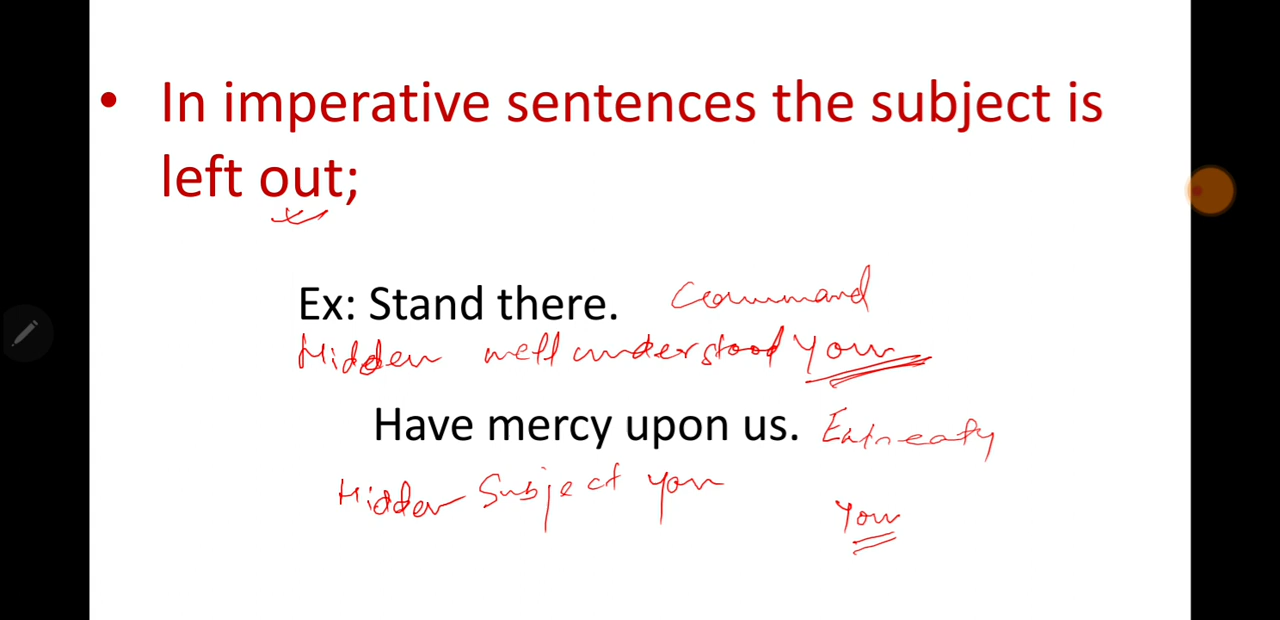 • In imperative sentences the subject is
left out;
Ex: Stand there. Command
Hidden well understood You
Have mercy upon us. Entreaty
Hidden Subject you
You